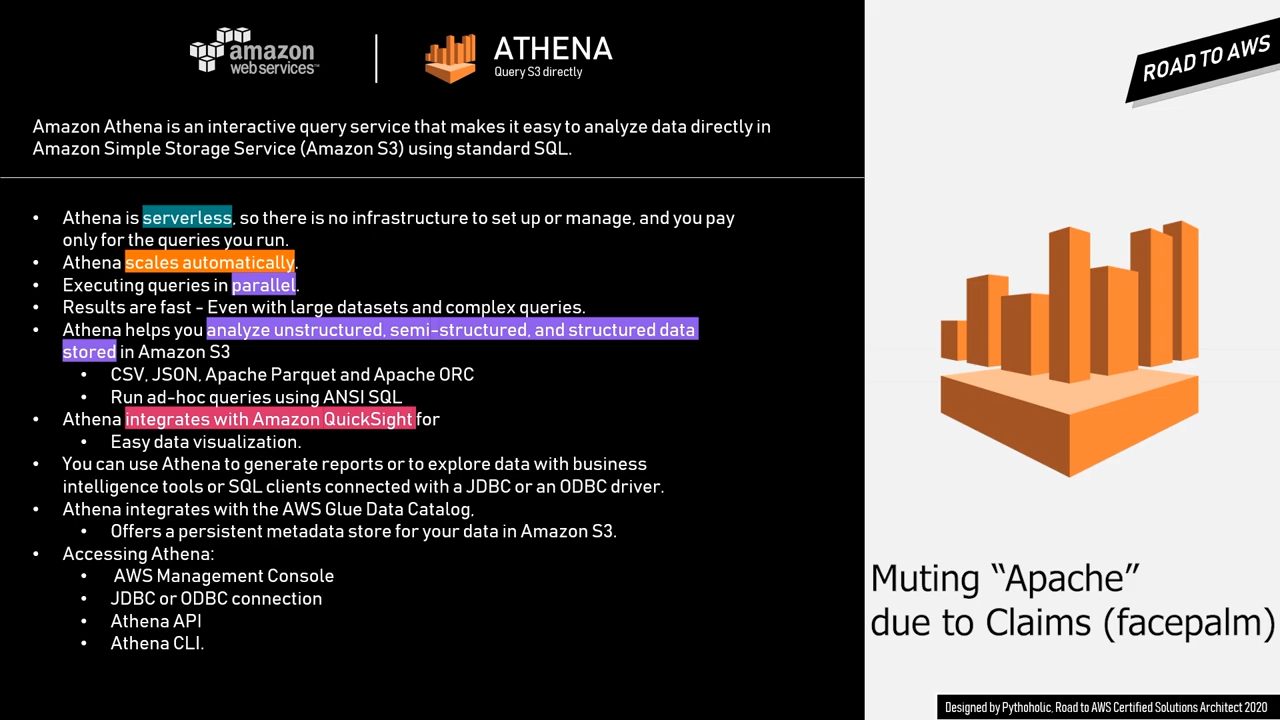 amazon
web services™
ATHENA
Query S3 directly
ROAD TO AWS
Amazon Athena is an interactive query service that makes it easy to analyze data directly in
Amazon Simple Storage Service (Amazon S3) using standard SQL.
• Athena is serverless, so there is no infrastructure to set up or manage, and you pay
only for the queries you run.
• Athena scales automatically.
• Executing queries in parallel.
• Results are fast - Even with large datasets and complex queries.
• Athena helps you analyze unstructured, semi-structured, and structured data
stored in Amazon S3
• CSV, JSON, Apache Parquet and Apache ORC
• Run ad-hoc queries using ANSI SQL
• Athena integrates with Amazon QuickSight for
• Easy data visualization.
• You can use Athena to generate reports or to explore data with business
intelligence tools or SQL clients connected with a JDBC or an ODBC driver.
• Athena integrates with the AWS Glue Data Catalog,
• Offers a persistent metadata store for your data in Amazon S3.
• Accessing Athena:
• AWS Management Console
• JDBC or ODBC connection
• Athena API
• Athena CLI.
Muting “Apache”
due to Claims (facepalm)
Designed by Pythoholic, Road to AWS Certified Solutions Architect 2020